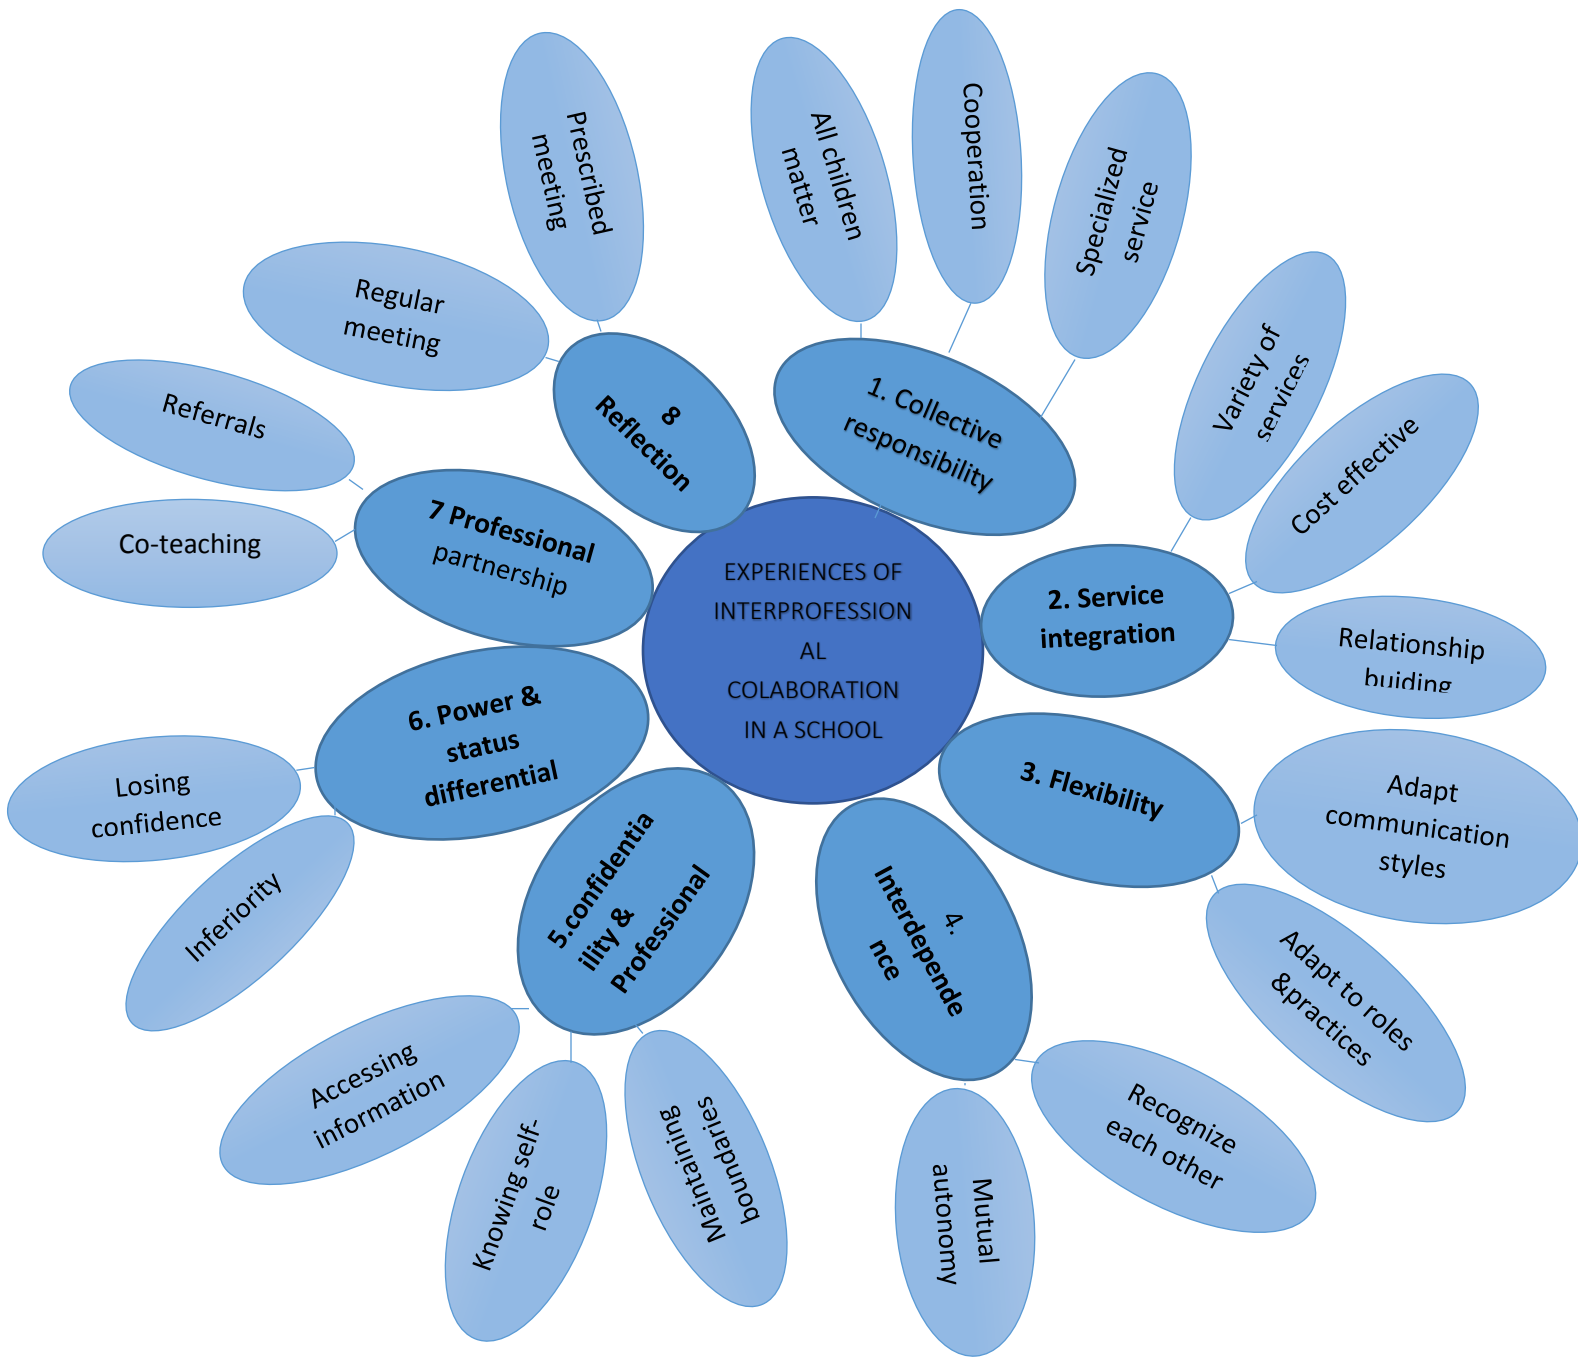 EXPERIENCES OF
INTERPROFESSION
AL
COLABORATION
IN A SCHOOL
1. Collective
responsibility
All children
matter
Cooperation
Specialized
service
2. Service
integration
Variety of
services
Cost effective
Relationship
buiding
3. Flexibility
Adapt
communication
styles
Adapt to roles
&practices
4.
Interdepende
nce
Recognize
each other
Mutual
autonomy
5.confidentia
ility &
Professional
Maintaining
boundaries
Knowing self-
role
Accessing
information
6. Power &
status
differential
Inferiority
Losing
confidence
7 Professional
partnership
Co-teaching
Referrals
8
Reflection
Regular
meeting
Prescribed
meeting